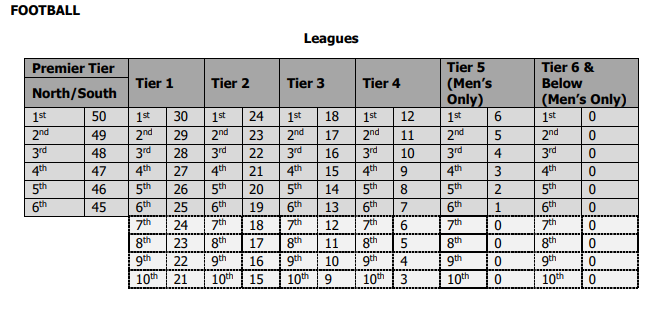 FOOTBALL
Leagues
Premier Tier North/South Tier 1 Tier 2 Tier 3 Tier 4 Tier 5 (Men's Only) Tier 6 & Below (Men's Only)
1st 50 1st 30 1st 24 1st 18 1st 12 1st 6 1st 0
2nd 49 2nd 29 2nd 23 2nd 17 2nd 11 2nd 5 2nd 0
3rd 48 3rd 28 3rd 22 3rd 16 3rd 10 3rd 4 3rd 0
4th 47 4th 27 4th 21 4th 15 4th 9 4th 3 4th 0
5th 46 5th 26 5th 20 5th 14 5th 8 5th 2 5th 0
6th 45 6th 25 6th 19 6th 13 6th 7 6th 1 6th 0
7th 24 7th 18 7th 12 7th 6 7th 0 7th 0
8th 23 8th 17 8th 11 8th 5 8th 0 8th 0
9th 22 9th 16 9th 10 9th 4 9th 0 9th 0
10th 21 10th 15 10th 9 10th 3 10th 0 10th 0